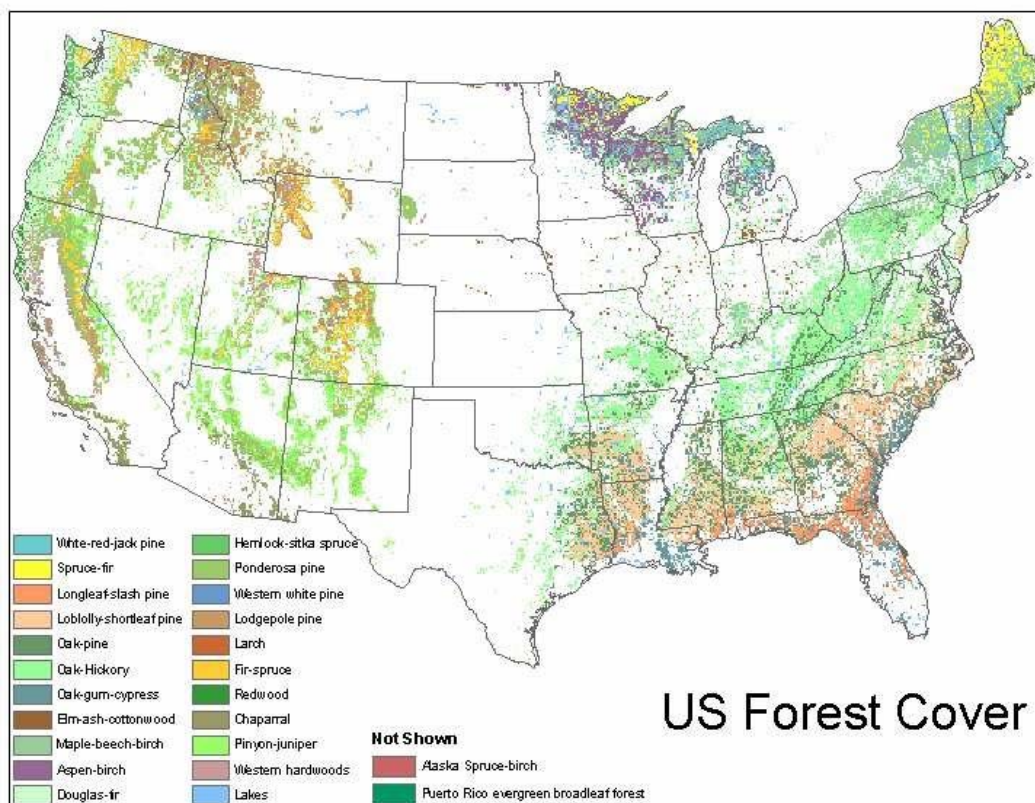 White-red-jack pine
Spruce-fir
Longleaf-slash pine
Loblolly-shortleaf pine
Oak-pine
Oak-Hickory
Oak-gum-cypress
Elm-ash-cottonwood
Maple-beech-birch
Aspen-birch
Douglas-fir
Hemlock-sitka spruce
Ponderosa pine
Western white pine
Lodgepole pine
Larch
Fir-spruce
Redwood
Chaparral
Pinyon-juniper
Western hardwoods
Lakes
Not Shown
Alaska Spruce-birch
Puerto Rico evergreen broadleaf forest
US Forest Cover